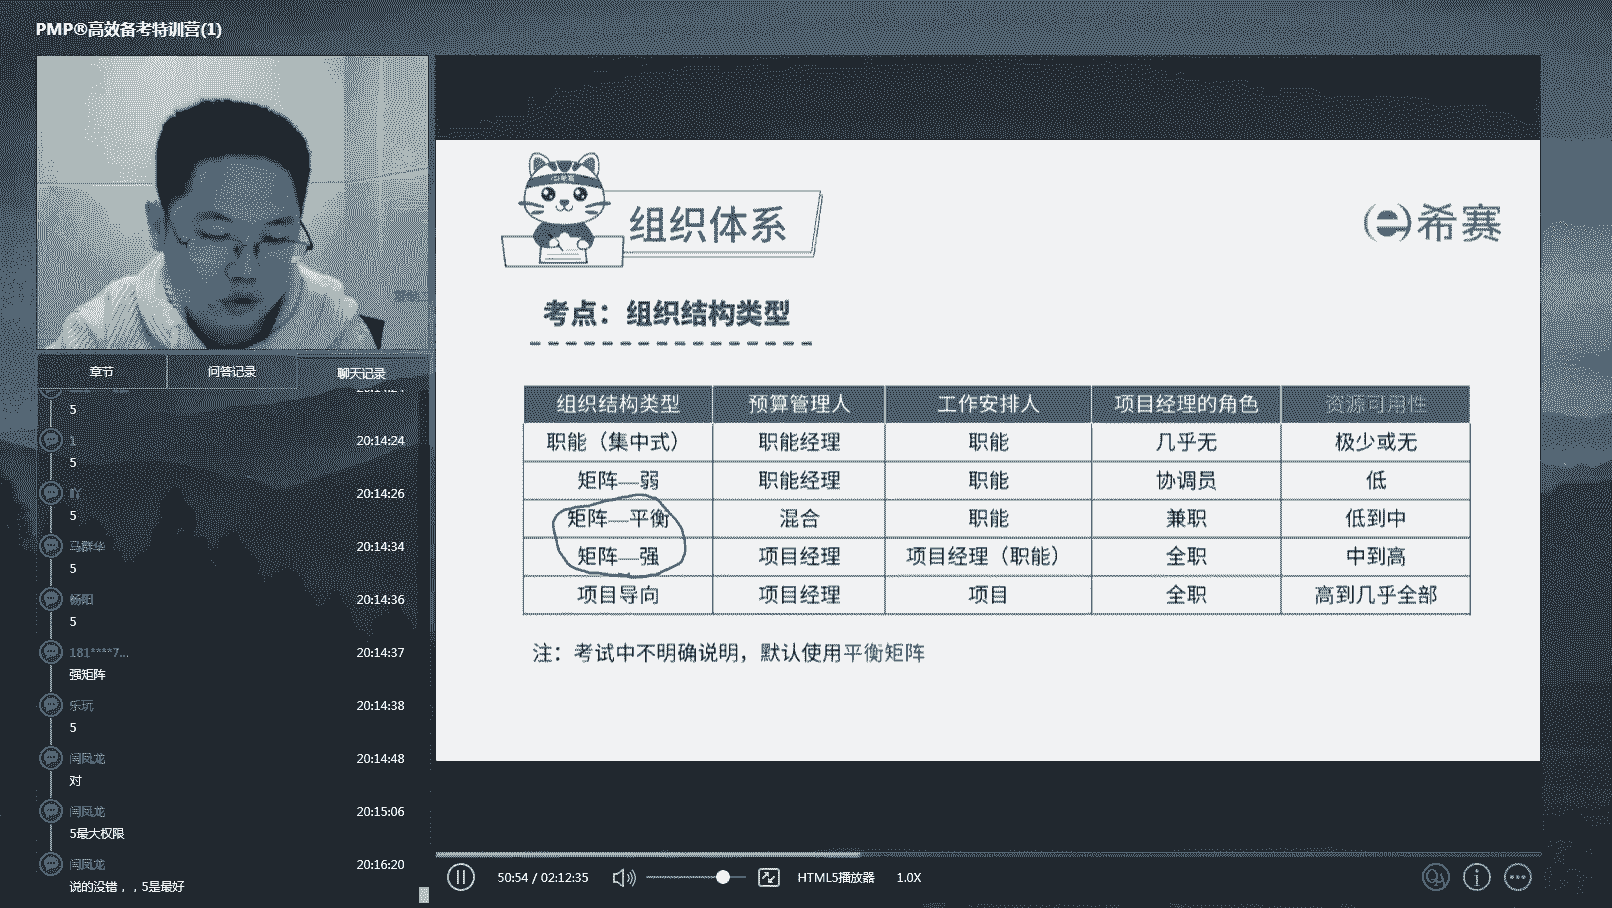 PMP®高效备考特训营(1)
章节
问答记录
聊天记录
5
1
20:14:24
5
20:14:26
5
马群华
20:14:34
5
杨阳
20:14:36
5
181****7...
20:14:37
强矩阵
乐玩
20:14:38
5
闫凤龙
20:14:48
对
闫凤龙
20:15:06
5最大权限
闫凤龙
20:16:20
说的没错，，5是最好
组织体系
希赛
考点：组织结构类型
组织结构类型 预算管理人 工作安排人 项目经理的角色 资源可用性
职能（集中式） 职能经理 职能 几乎无 极少或无
矩阵—弱 职能经理 职能 协调员 低
矩阵—平衡 混合 职能 兼职 低到中
矩阵—强 项目经理 项目经理（职能） 全职 中到高
项目导向 项目经理 项目 全职 高到几乎全部
注：考试中不明确说明，默认使用平衡矩阵
50:54 / 02:12:35
HTML5播放器
1.0X